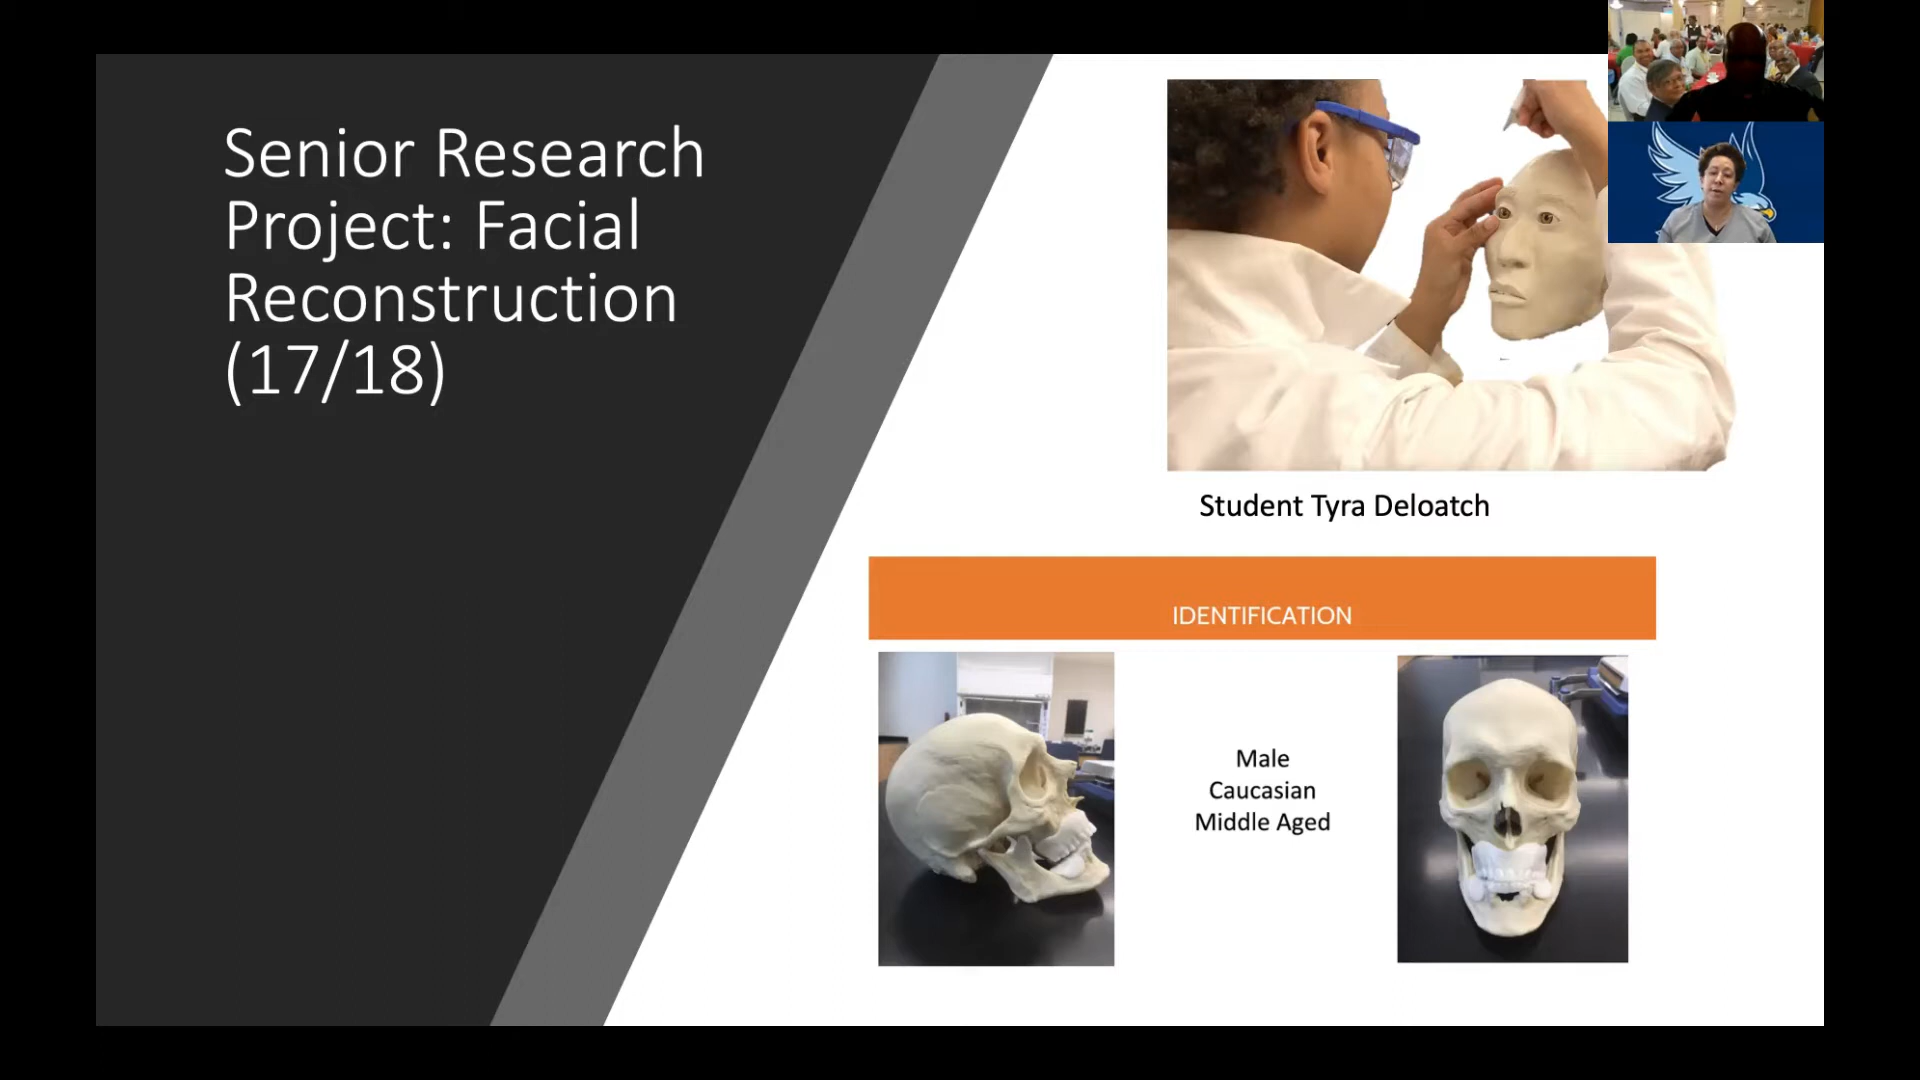 Senior Research
Project: Facial
Reconstruction
(17/18)
Student Tyra Deloatch
IDENTIFICATION
Male
Caucasian
Middle Aged